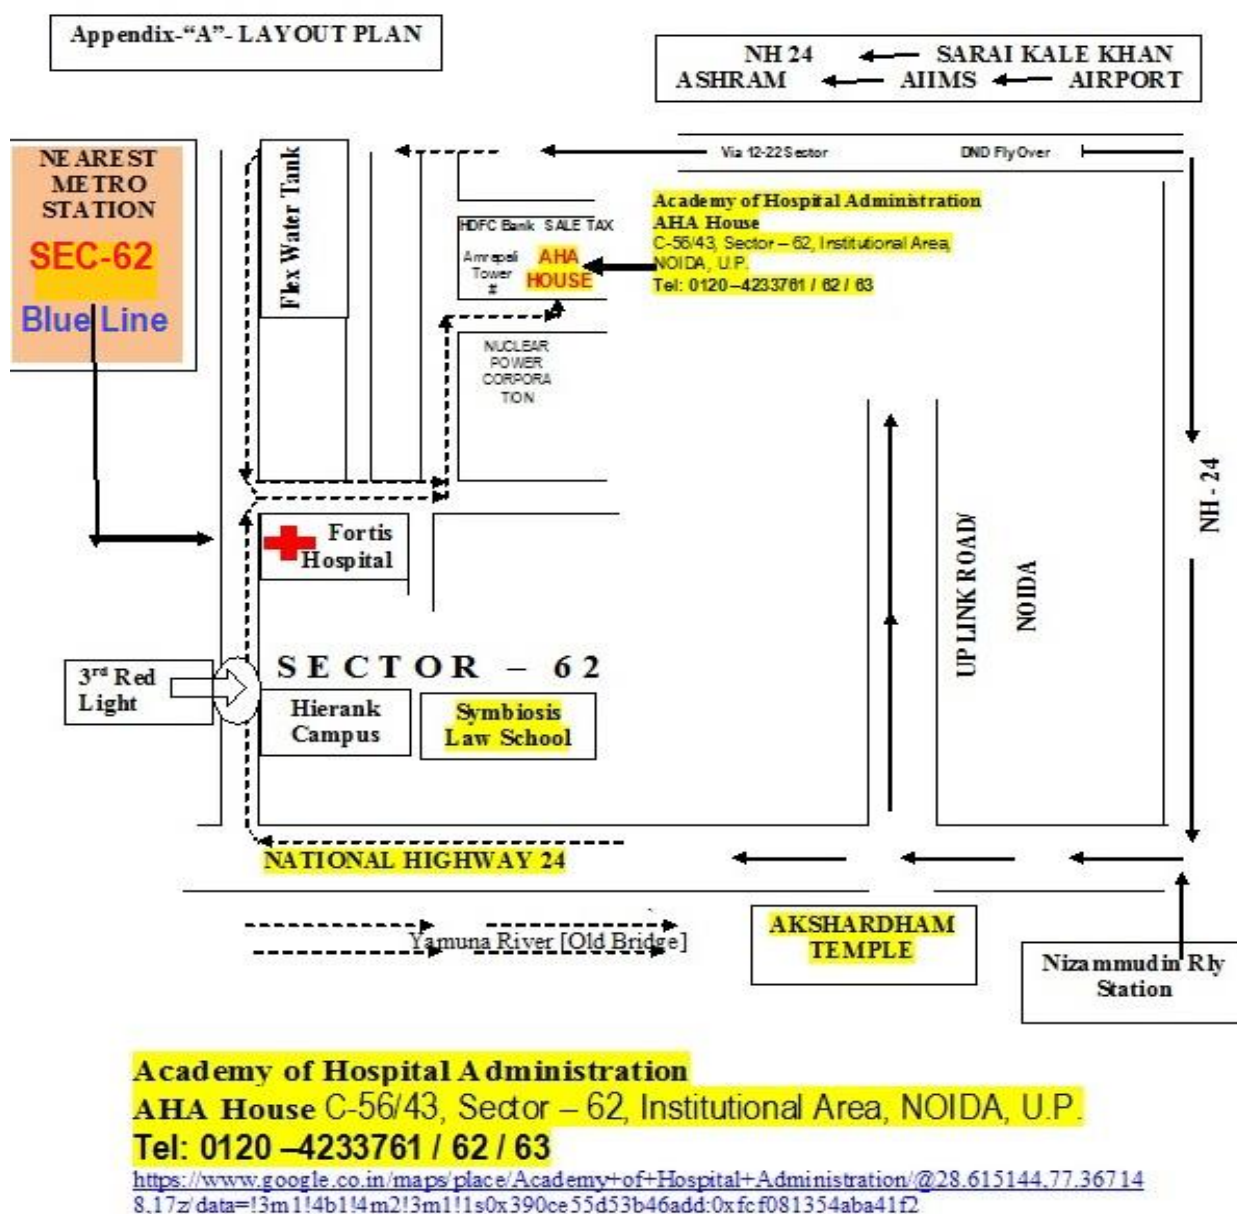 Appendix-“A”- LAYOUT PLAN
NH 24 SARAI KALE KHAN
ASHRAM AIIMS AIRPORT
NEAREST
METRO
STATION
SEC-62
Blue Line
Flex Water Tank
Via 12-22 Sector DND Fly Over
HDFC Bank SALE TAX
Amrapali
Tower
#
AHA
HOUSE
Academy of Hospital Administration
AHA House
C-56/43, Sector – 62, Institutional Area,
NOIDA, U.P.
Tel: 0120 –4233761 / 62 / 63
NUCLEAR
POWER
CORPORA
TION
NH - 24
Fortis
Hospital
UP LINK ROAD/
NOIDA
SECTOR – 62
3rd Red
Light
Hierank
Campus
Symbiosis
Law School
NATIONAL HIGHWAY 24
Yamuna River [Old Bridge]
AKSHARDHAM
TEMPLE
Nizammudin Rly
Station
Academy of Hospital Administration
AHA House C-56/43, Sector – 62, Institutional Area, NOIDA, U.P.
Tel: 0120 –4233761 / 62 / 63
https://www.google.co.in/maps/place/Academy+of+Hospital+Administration/@28.615144,77.36714
8,17z/data=!3m1!4b1!4m2!3m1!1s0x390ce55d53b46add:0xfcf081354aba41f2